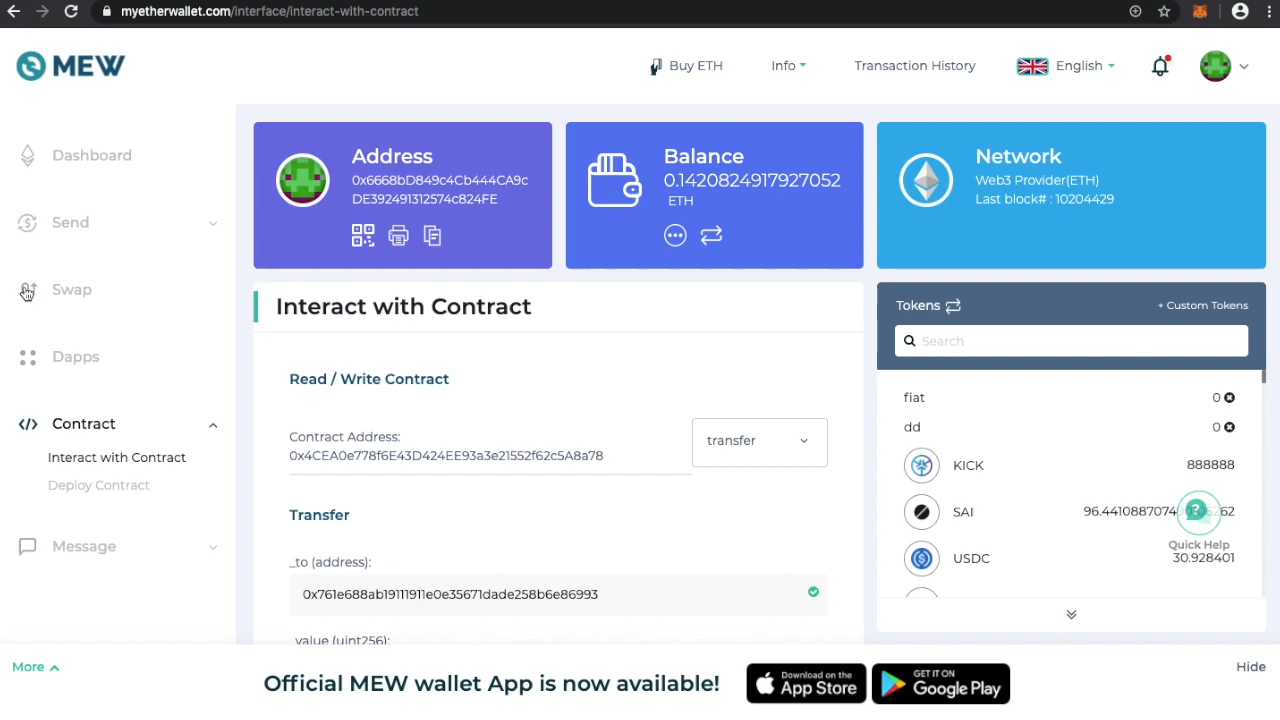 myetherwallet.com/interface/interact-with-contract
MEW
Buy ETH
Info
Transaction History
English
Dashboard
Send
Swap
Dapps
Contract
Interact with Contract
Deploy Contract
Message
Address
0x6668bD849c4Cb444CA9c
DE392491312574c824FE
Balance
0.1420824917927052
ETH
Network
Web3 Provider(ETH)
Last block# : 10204429
Interact with Contract
Read / Write Contract
Contract Address:
0x4CEA0e778f6E43D424EE93a3e21552f62c5A8a78
transfer
Transfer
_to (address):
0x761e688ab19111911e0e35671dade258b6e86993
value (uint256):
Tokens
+ Custom Tokens
Search
fiat 0
dd 0
KICK 888888
SAI
USDC 30.928401
Quick Help
More
Official MEW wallet App is now available!
Download on the
App Store
GET IT ON
Google Play
Hide